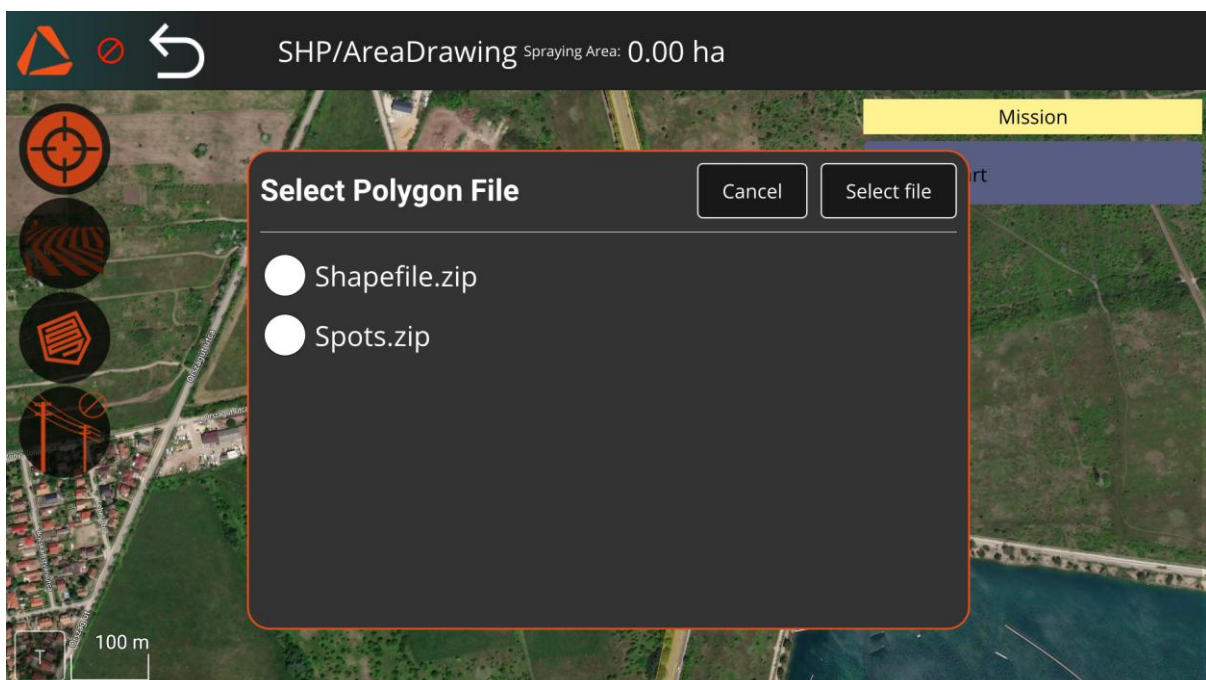 SHP/AreaDrawing Spraying Area: 0.00 ha
Mission
rt
Select Polygon File
Cancel
Select file
Shapefile.zip
Spots.zip
100 m
T